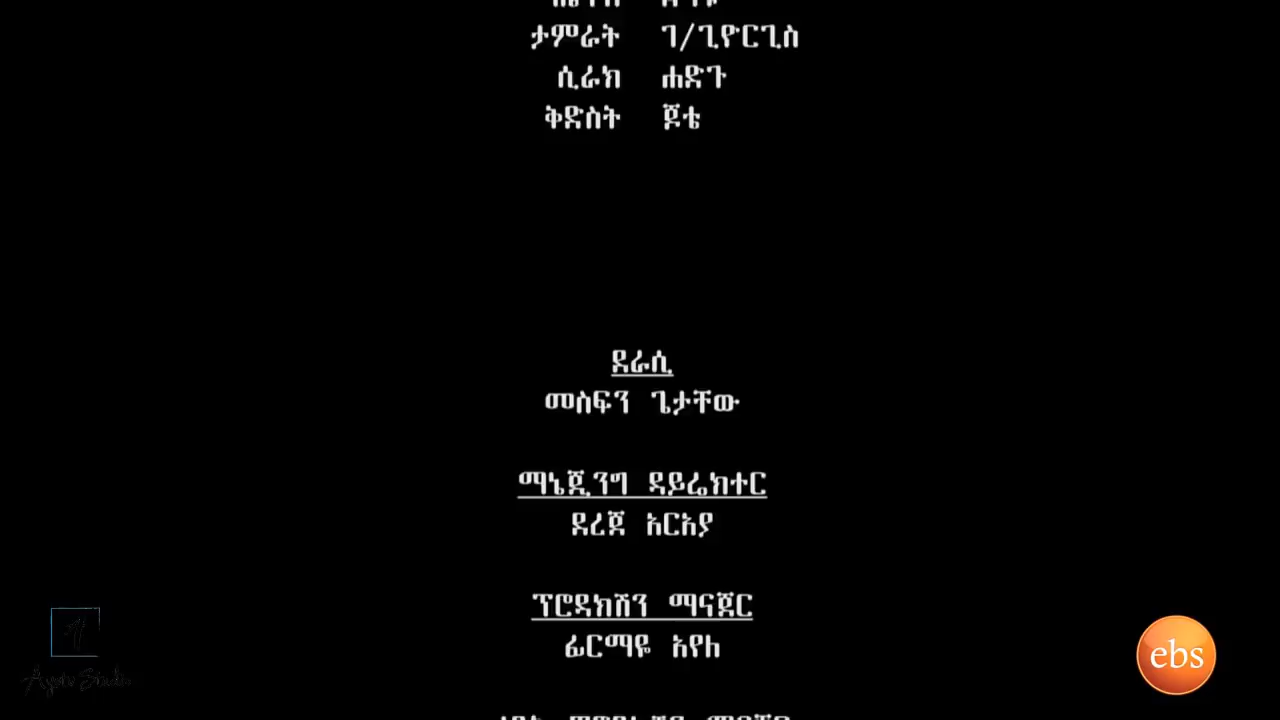 ታምራት ገ/ጊዮርጊስ
ሲራክ ሐድጉ
ቅድስት ጆቴ
ደራሲ
መስፍን ጌታቸው
ማኔጂንግ ዳይሬክተር
ደረጀ አርአያ
ፕሮዳክሽን ማናጀር
ፊርማዬ አየለ
ebs